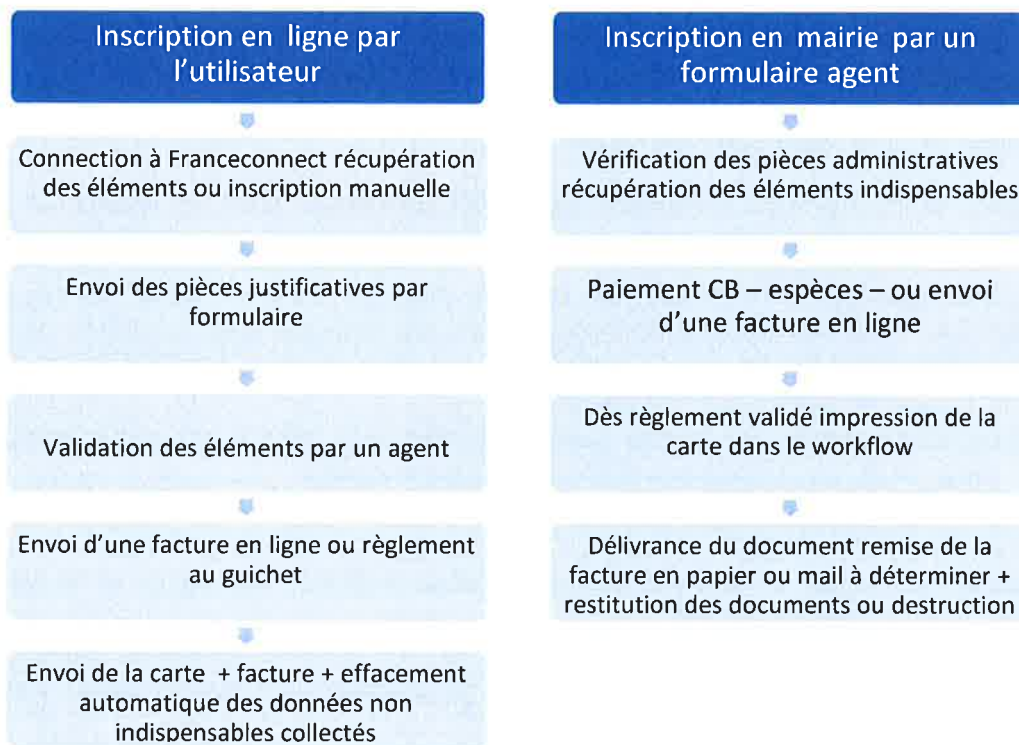 Inscription en ligne par
l'utilisateur
Connection à Franceconnect récupération
des éléments ou inscription manuelle
Envoi des pièces justificatives par
formulaire
Validation des éléments par un agent
Envoi d'une facture en ligne ou règlement
au guichet
Envoi de la carte + facture + effacement
automatique des données non
indispensables collectés
Inscription en mairie par un
formulaire agent
Vérification des pièces administratives
récupération des éléments indispensables
Paiement CB – espèces – ou envoi
d'une facture en ligne
Dès règlement validé impression de la
carte dans le workflow
Délivrance du document remise de la
facture en papier ou mail à déterminer +
restitution des documents ou destruction